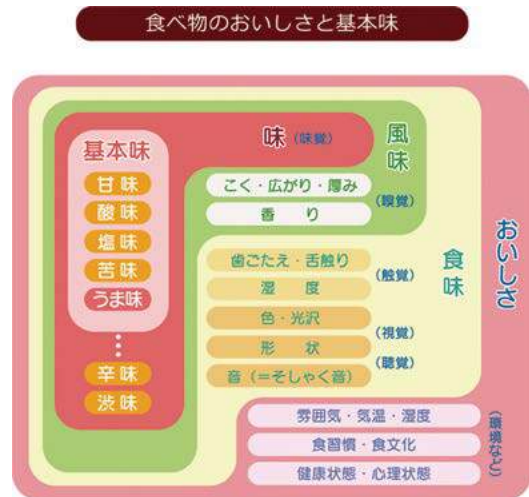 食べ物のおいしさと基本味
味 (味覚)
風味
基本味
甘味
酸味
塩味
苦味
うま味
辛味
渋味
こく・広がり・厚み
香り
(嗅覚)
歯ごたえ・舌触り
湿度
(触覚)
色・光沢
形状
(視覚)
音(=そしゃく音)
(聴覚)
食味
おいしさ
雰囲気・気温・湿度
食習慣・食文化
健康状態・心理状態
(環境など)